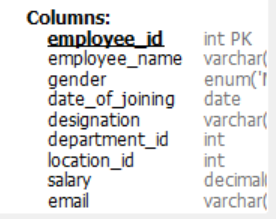 Columns:
employee_id int PK
employee_name varchar(
gender enum('
date_of_joining date
designation varchar(
department_id int
location_id int
salary decimal(
email varchar(